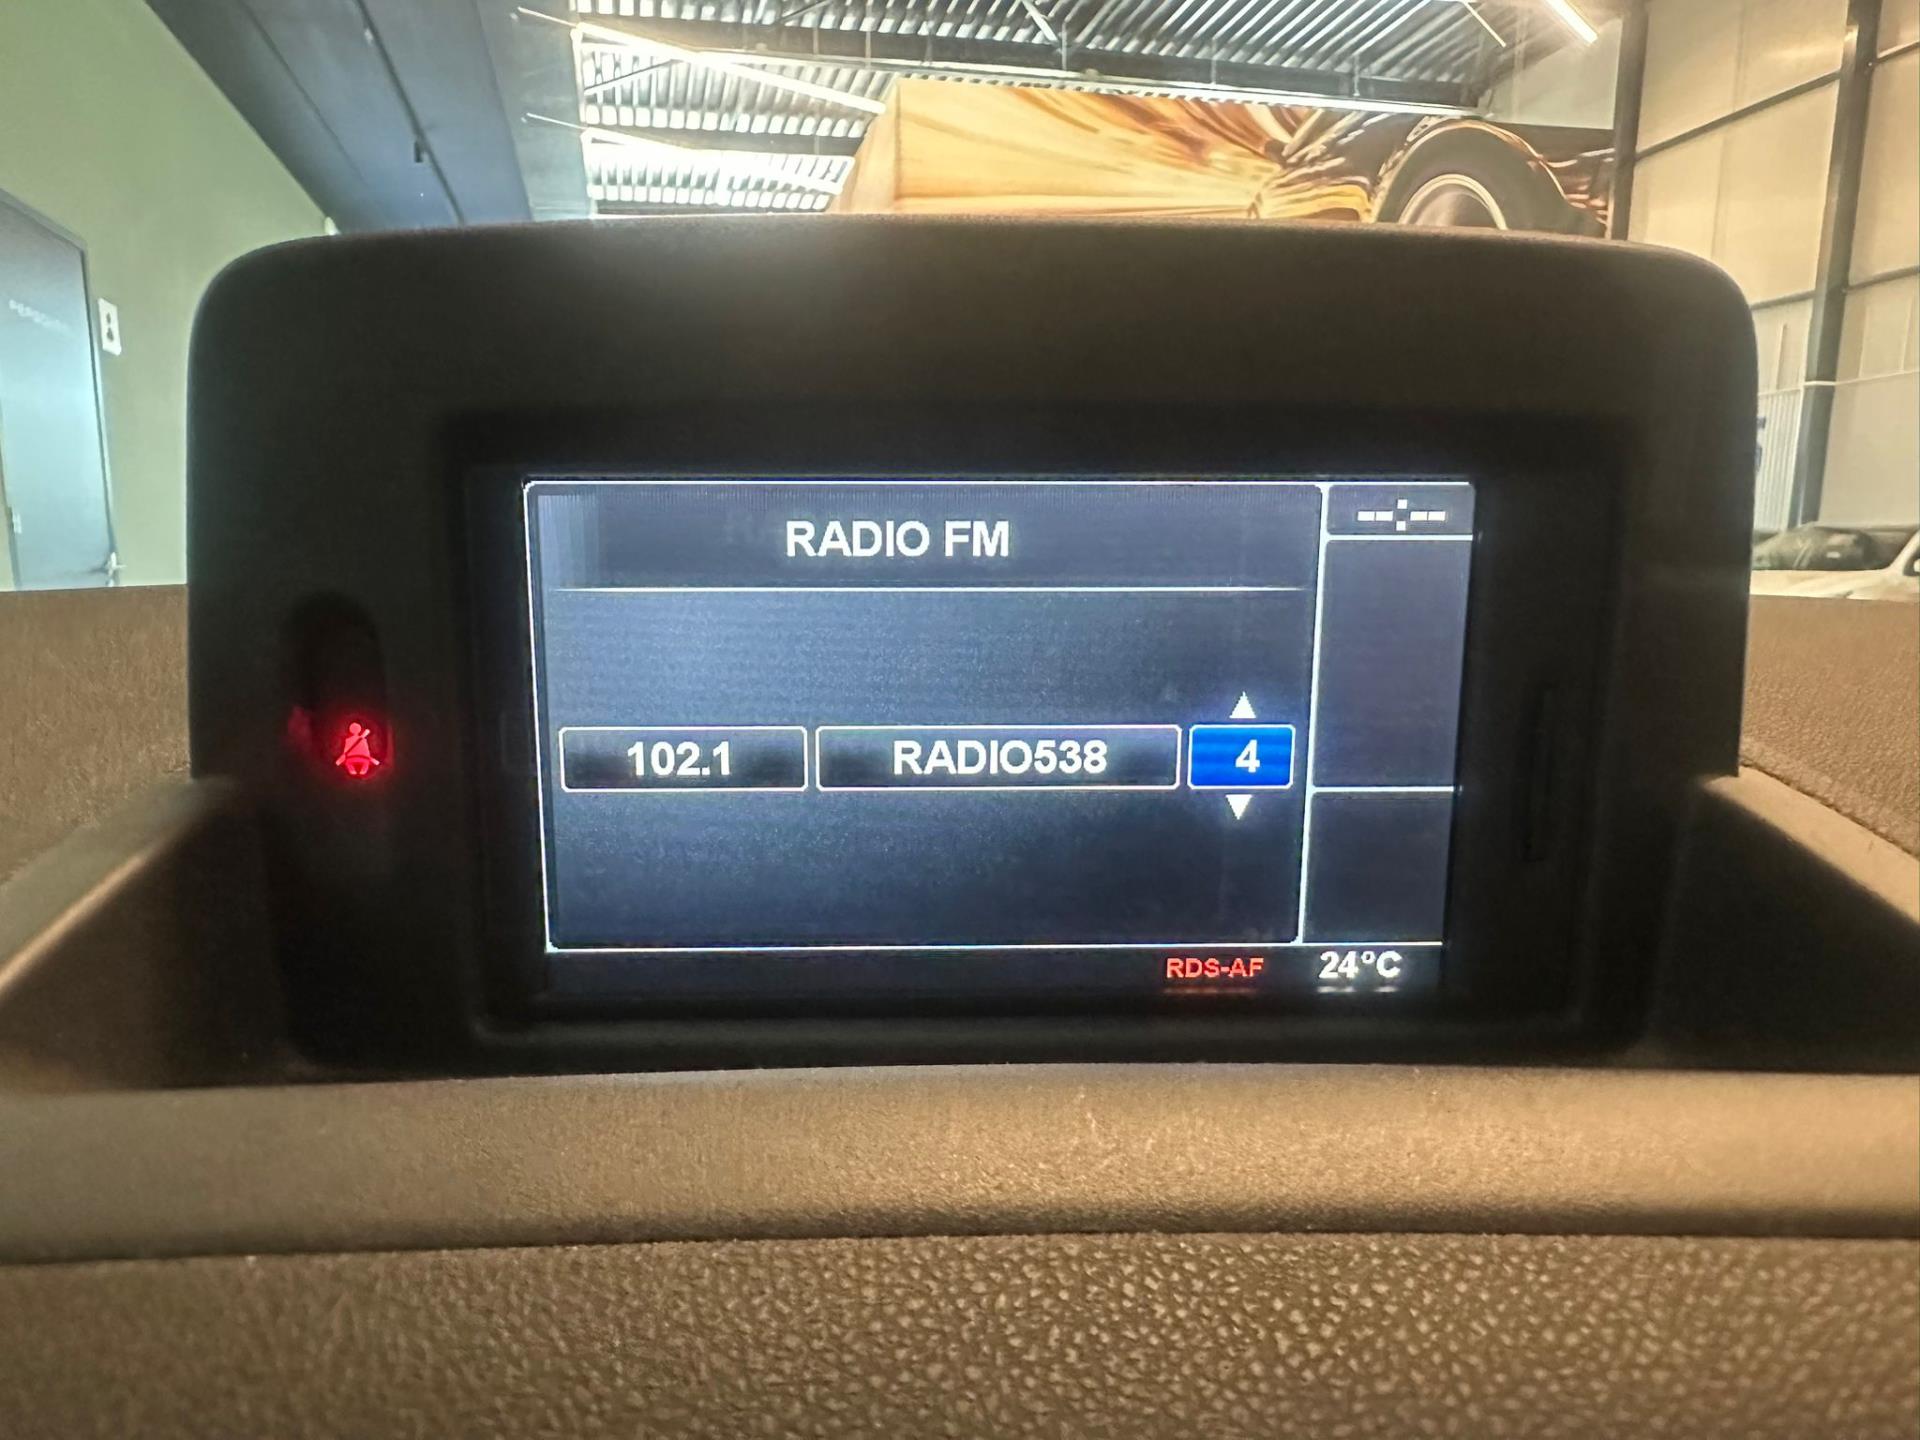 RADIO FM
--:--
102.1
RADIO538
4
RDS-AF
24°C